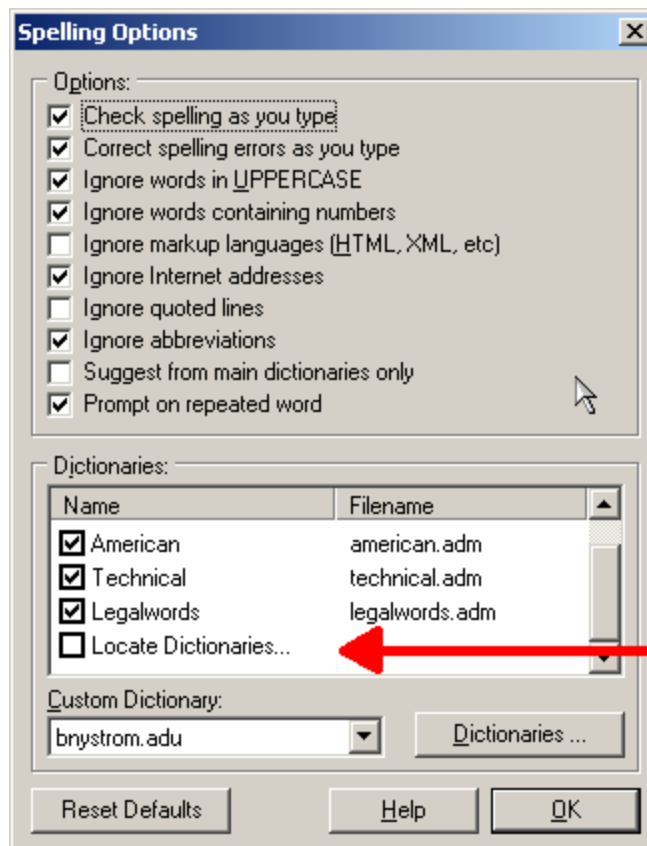 Spelling Options
Options:
Check spelling as you type
Correct spelling errors as you type
Ignore words in UPPERCASE
Ignore words containing numbers
Ignore markup languages (HTML, XML, etc)
Ignore Internet addresses
Ignore quoted lines
Ignore abbreviations
Suggest from main dictionaries only
Prompt on repeated word
Dictionaries:
Name Filename
American american.adm
Technical technical.adm
Legalwords legalwords.adm
Locate Dictionaries...
Custom Dictionary:
bnystrom.adu Dictionaries ...
Reset Defaults Help OK